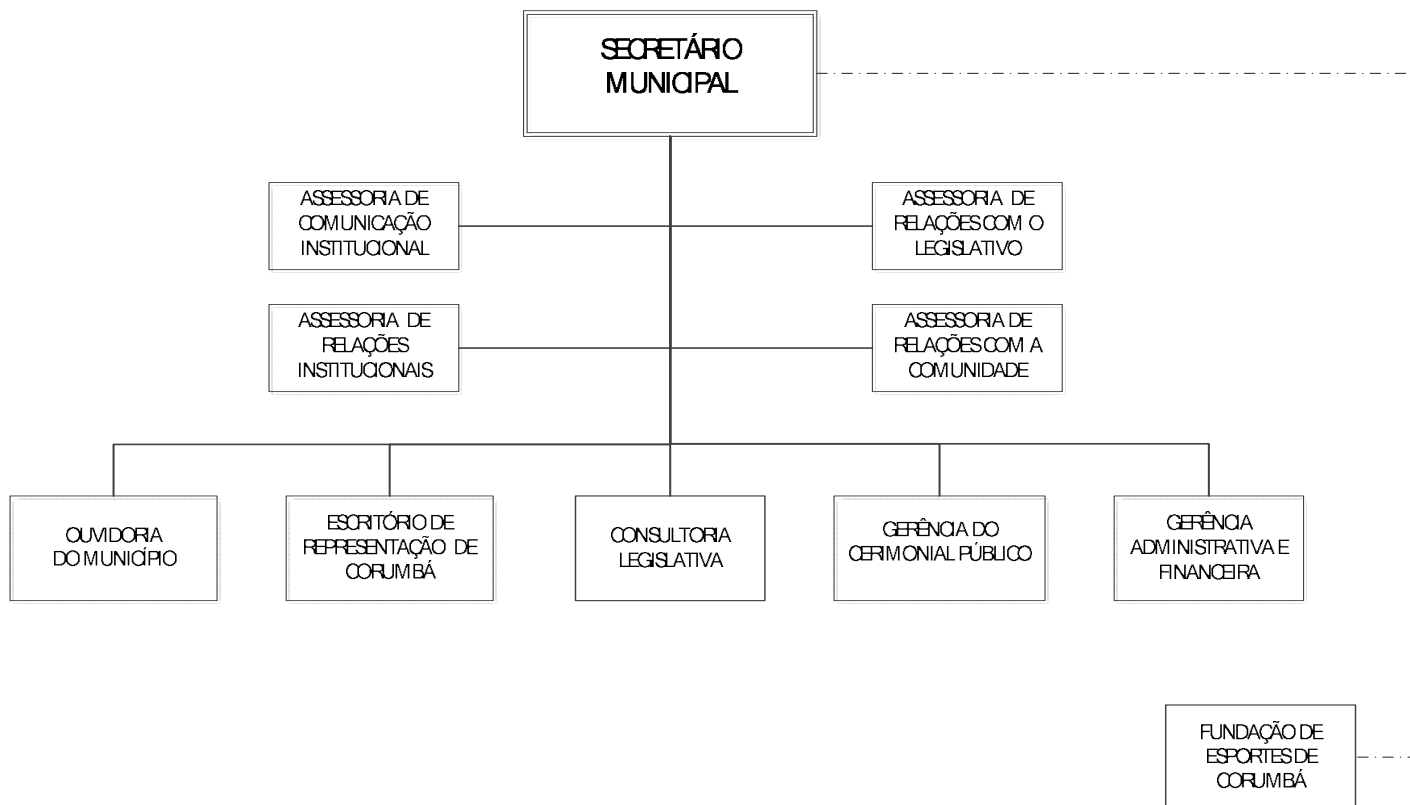 SECRETÁRIO
MUNICIPAL
ASSESSORIA DE
COMUNICAÇÃO
INSTITUCIONAL
ASSESSORIA DE
RELAÇÕES COM O
LEGISLATIVO
ASSESSORIA DE
RELAÇÕES
INSTITUCIONAIS
ASSESSORIA DE
RELAÇÕES COM A
COMUNIDADE
OUVIDORIA
DO MUNICÍPIO
ESCRITÓRIO DE
REPRESENTAÇÃO DE
CORUMBÁ
CONSULTORIA
LEGISLATIVA
GERÊNCIA DO
CERIMONIAL PÚBLICO
GERÊNCIA
ADMINISTRATIVA E
FINANCEIRA
FUNDAÇÃO DE
ESPORTES DE
CORUMBÁ